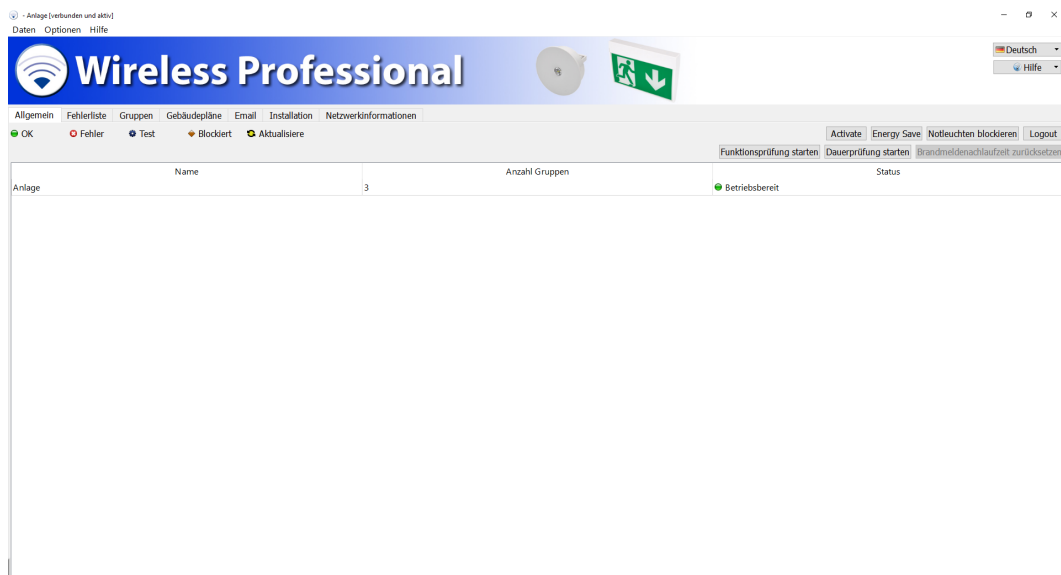 - Anlage [verbunden und aktiv]
Daten Optionen Hilfe
Wireless Professional
Deutsch
Hilfe
Allgemein Fehlerliste Gruppen Gebäudepläne Email Installation Netzwerkinformationen
OK Fehler Test Blockiert Aktualisiere
Activate Energy Save Notleuchten blockieren Logout
Funktionsprüfung starten Dauerprüfung starten Brandmeldenachlaufzeit zurücksetzen
Name Anzahl Gruppen Status
Anlage 3 Betriebsbereit